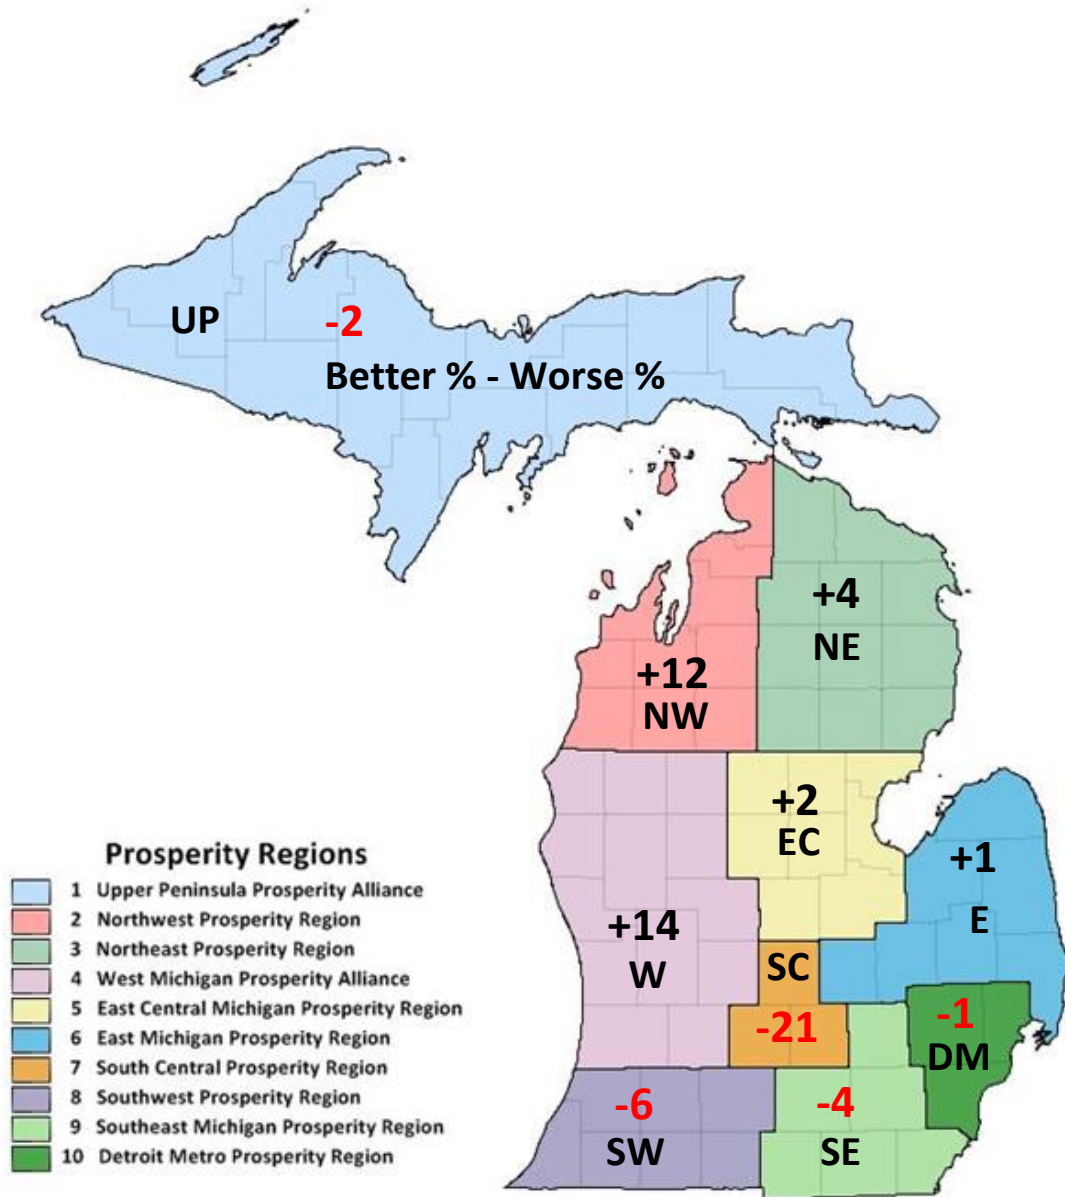 UP
-2
Better % - Worse %
+4
NE
+12
NW
+2
EC
+1
E
+14
W
SC
-21
-1
DM
-6
SW
-4
SE
Prosperity Regions
1 Upper Peninsula Prosperity Alliance
2 Northwest Prosperity Region
3 Northeast Prosperity Region
4 West Michigan Prosperity Alliance
5 East Central Michigan Prosperity Region
6 East Michigan Prosperity Region
7 South Central Prosperity Region
8 Southwest Prosperity Region
9 Southeast Michigan Prosperity Region
10 Detroit Metro Prosperity Region